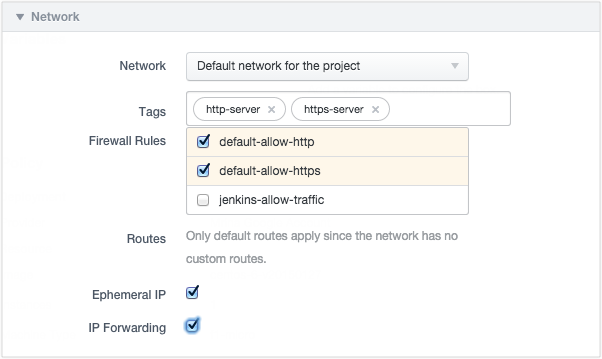 Network
Network Default network for the project
Tags http-server × https-server ×
Firewall Rules default-allow-http
default-allow-https
jenkins-allow-traffic
Routes Only default routes apply since the network has no
custom routes.
Ephemeral IP
IP Forwarding